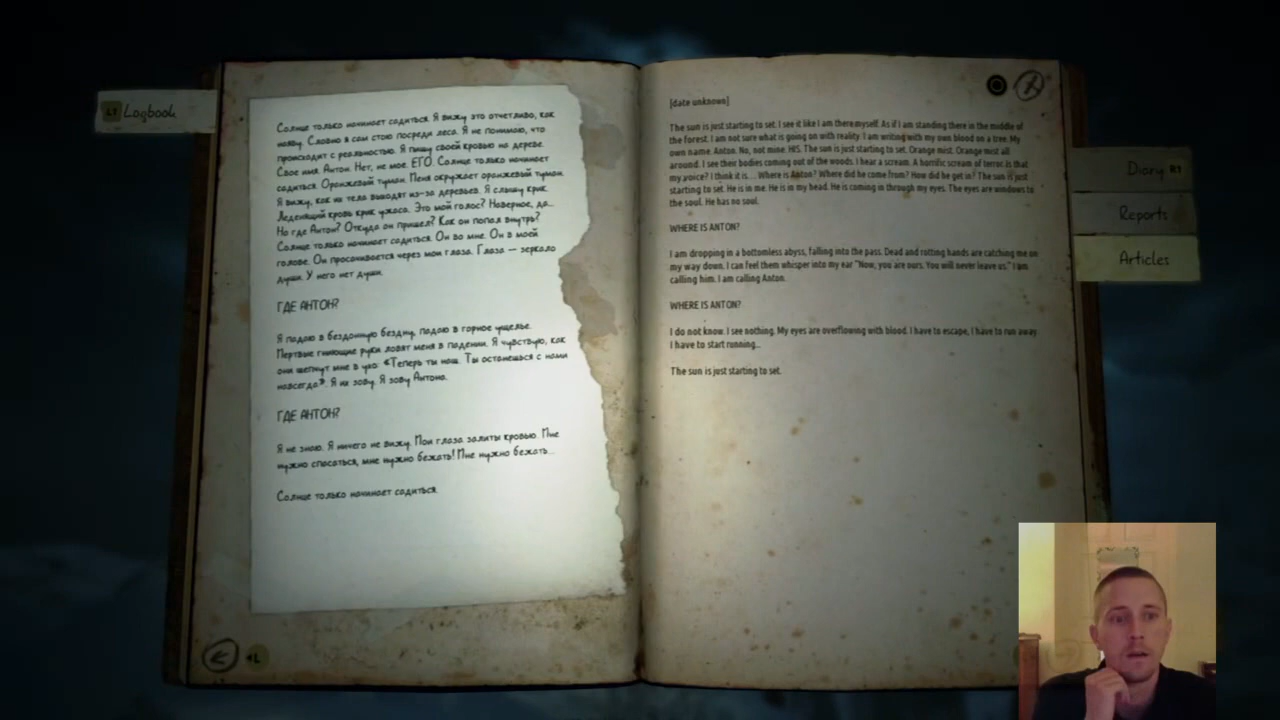 L1 Logbook
Солнце только начинает садиться. Я вижу это отчетливо, как
наяву. Словно я сам стою посреди леса. Я не понимаю, что
происходит с реальностью. Я пишу своей кровью на дереве.
Свое имя. Антон. Нет, не мое. ЕГО. Солнце только начинает
садиться. Оранжевый туман. Меня окружает оранжевый туман.
Я вижу, как их тела выходят из-за деревьев. Я слышу крик.
Леденящий кровь крик ужаса. Это мой голос? Наверное, да...
Но где Антон? Откуда он пришел? Как он попал внутрь?
Солнце только начинает садиться. Он во мне. Он в моей
голове. Он просачивается через мои глаза. Глаза — зеркало
души. У него нет души.
ГДЕ АНТОН?
Я падаю в бездонную бездну, падаю в горное ущелье.
Мертвые гниющие руки ловят меня в падении. Я чувствую, как
они шепчут мне в ухо: «Теперь ты наш. Ты останешься с нами
навсегда». Я их зову. Я зову Антона.
ГДЕ АНТОН?
Я не знаю. Я ничего не вижу. Мои глаза залиты кровью. Мне
нужно спасаться, мне нужно бежать! Мне нужно бежать...
Солнце только начинает садиться.
L
[date unknown]
The sun is just starting to set. I see it like I am there myself. As if I am standing there in the middle of
the forest. I am not sure what is going on with reality. I am writing with my own blood on a tree. My
own name. Anton. No, not mine. HIS. The sun is just starting to set. Orange mist. Orange mist all
around. I see their bodies coming out of the woods. I hear a scream. A horrific scream of terror. Is that
my voice? I think it is... Where is Anton? Where did he come from? How did he get in? The sun is just
starting to set. He is in me. He is in my head. He is coming in through my eyes. The eyes are windows to
the soul. He has no soul.
WHERE IS ANTON?
I am dropping in a bottomless abyss, falling into the pass. Dead and rotting hands are catching me on
my way down. I can feel them whisper into my ear "Now, you are ours. You will never leave us." I am
calling him. I am calling Anton.
WHERE IS ANTON?
I do not know. I see nothing. My eyes are overflowing with blood. I have to escape, I have to run away
I have to start running...
The sun is just starting to set.
Diary R1
Reports
Articles